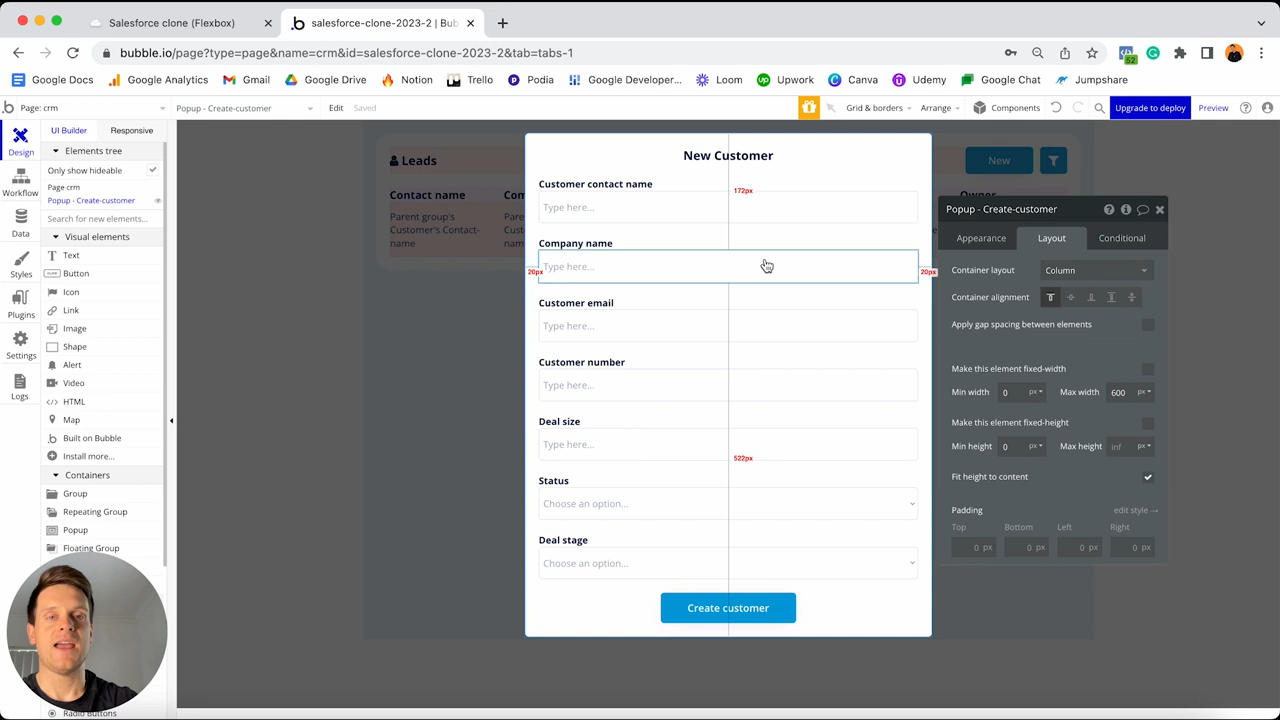 Salesforce clone (Flexbox)
salesforce-clone-2023-2 | Bub
bubble.io/page?type=page&name=crm&id=salesforce-clone-2023-2&tab=tabs-1
52
Google Docs
Google Analytics
Gmail
Google Drive
Notion
Trello
Podia
Google Developer...
Loom
Upwork
Canva
Udemy
Google Chat
Jumpshare
Page: crm
Popup - Create-customer
Edit
Saved
Grid & borders
Arrange
Components
Upgrade to deploy
Preview
Design
Workflow
Data
Styles
Plugins
Settings
Logs
UI Builder
Responsive
Elements tree
Only show hideable
Page crm
Popup - Create-customer
Search for new elements...
Visual elements
Text
CLICK
Button
Icon
Link
Image
Shape
Alert
Video
HTML
Map
Built on Bubble
Install more...
Containers
Group
Repeating Group
Popup
Floating Group
Radio Buttons
Leads
New
Contact name
Com
Owner
Parent group's
Customer's Contact-
name
New Customer
172px
Customer contact name
Type here...
Company name
Type here...
20px
20px
Customer email
Type here...
Customer number
Type here...
Deal size
Type here...
522px
Status
Choose an option...
Deal stage
Choose an option...
Create customer
Popup - Create-customer
Appearance
Layout
Conditional
Container layout
Column
Container alignment
Apply gap spacing between elements
Make this element fixed-width
Min width
0
px
Max width
600
px
Make this element fixed-height
Min height
0
px
Max height
inf
px
Fit height to content
Padding
edit style →
Top
Bottom
Left
Right
0 px
0 px
0 px
0 px